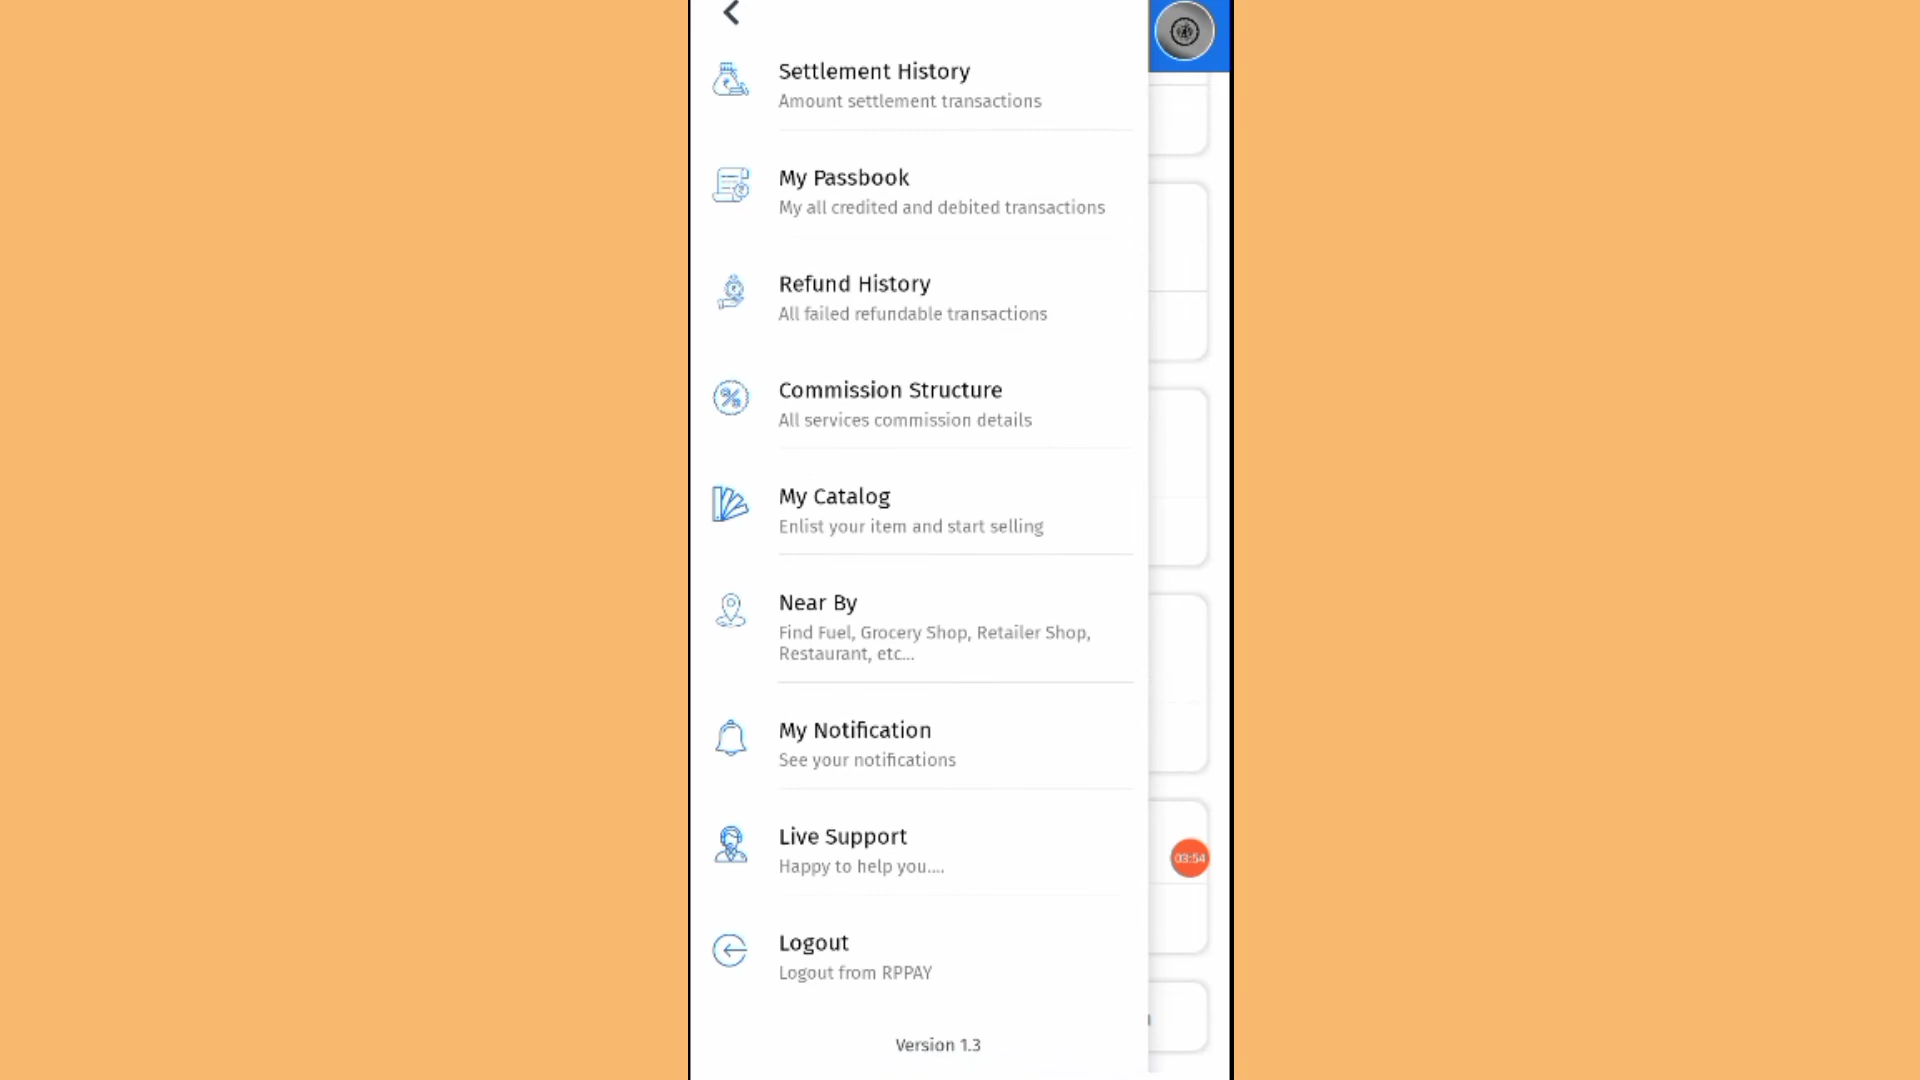 Settlement History
Amount settlement transactions
My Passbook
My all credited and debited transactions
Refund History
All failed refundable transactions
Commission Structure
All services commission details
My Catalog
Enlist your item and start selling
Near By
Find Fuel, Grocery Shop, Retailer Shop,
Restaurant, etc...
My Notification
See your notifications
Live Support
Happy to help you....
03:54
Logout
Logout from RPPAY
Version 1.3